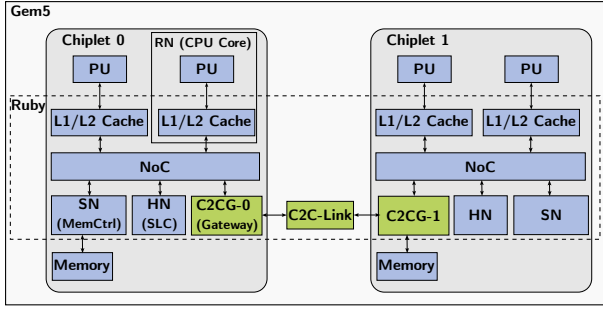 Gem5
Chiplet 0
RN (CPU Core)
PU
PU
Ruby
L1/L2 Cache
L1/L2 Cache
NoC
SN
(MemCtrl)
HN
(SLC)
C2CG-0
(Gateway)
Memory
C2C-Link
Chiplet 1
PU
PU
L1/L2 Cache
L1/L2 Cache
NoC
C2CG-1
HN
SN
Memory